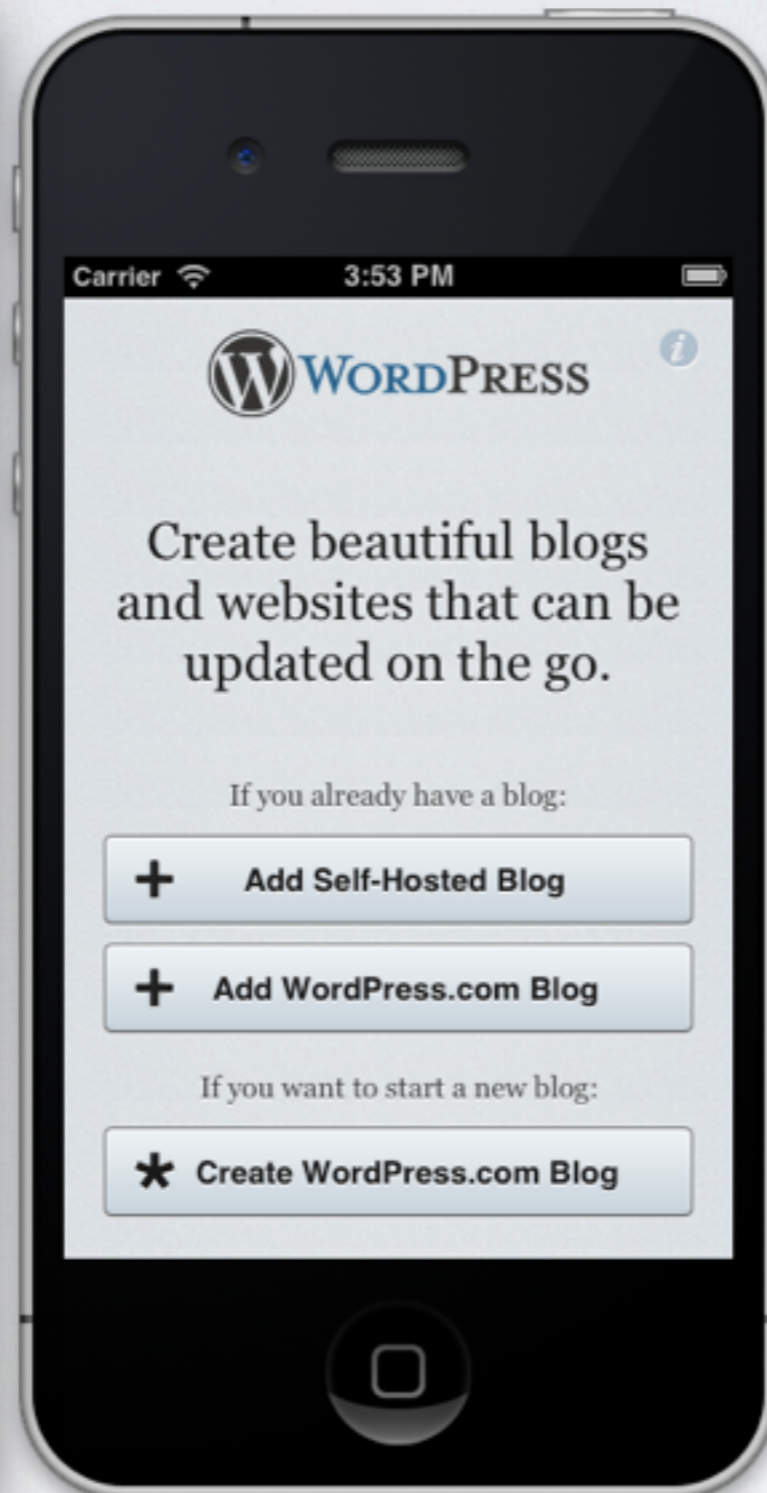 Carrier 3:53 PM
WORDPRESS
Create beautiful blogs
and websites that can be
updated on the go.
If you already have a blog:
+ Add Self-Hosted Blog
+ Add WordPress.com Blog
If you want to start a new blog:
* Create WordPress.com Blog